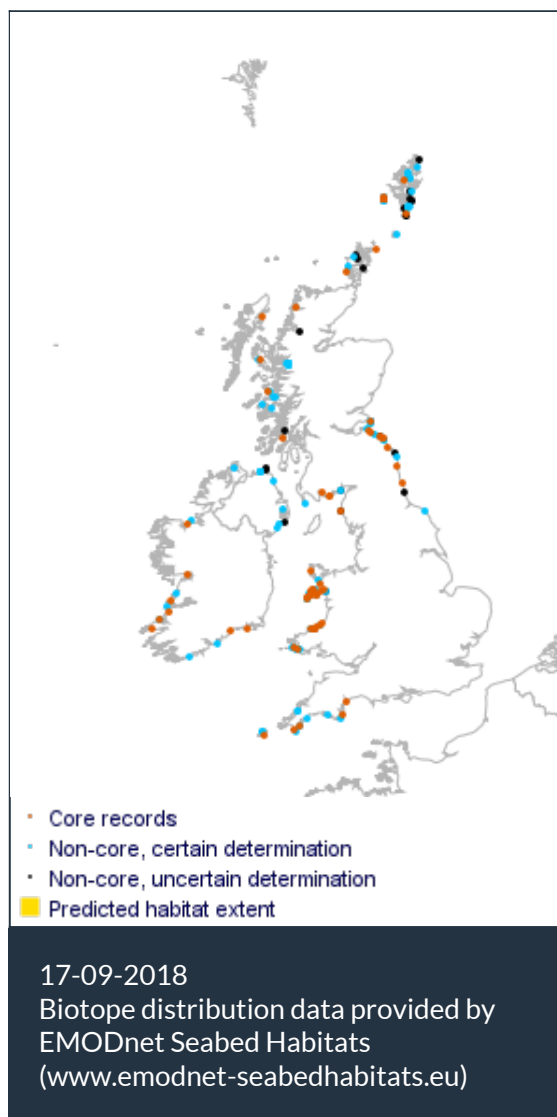 Core records
Non-core, certain determination
Non-core, uncertain determination
Predicted habitat extent
17-09-2018
Biotope distribution data provided by
EMODnet Seabed Habitats
(www.emodnet-seabedhabitats.eu)